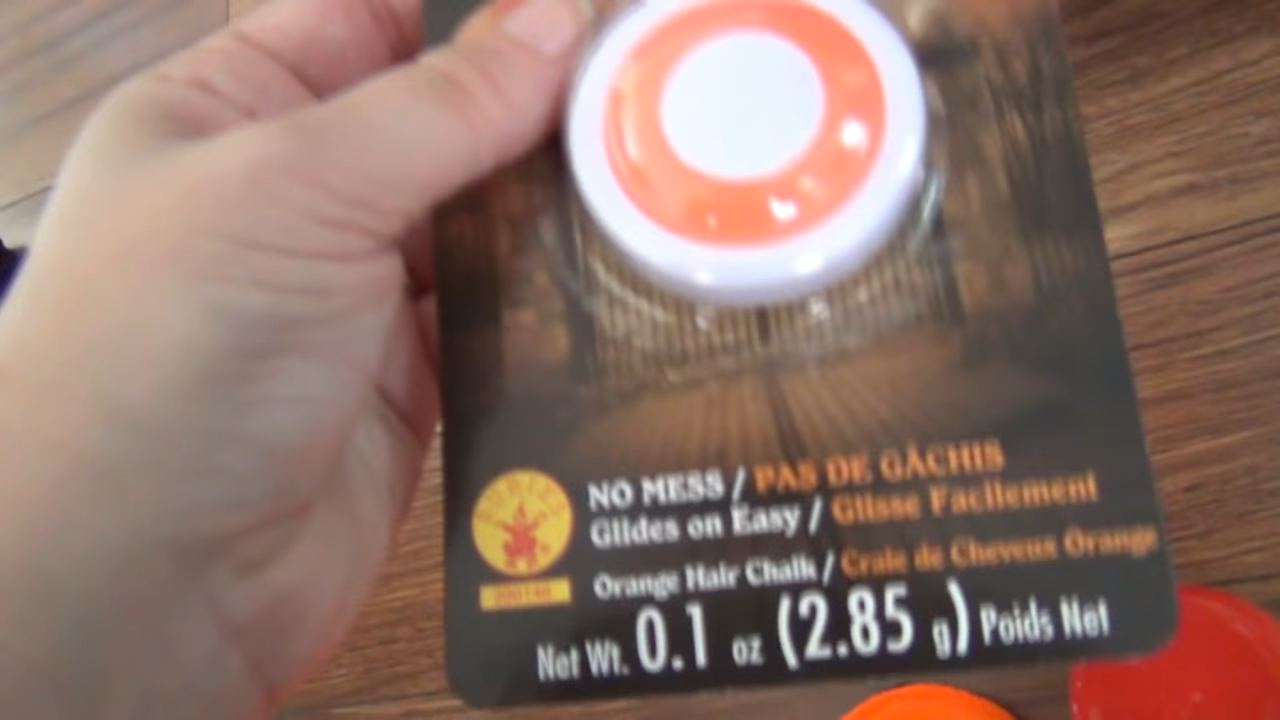 NO MESS / PAS DE GÂCHIS
Glides on Easy / Glisse Facilement
Orange Hair Chalk / Craie de Cheveux Orange
Net Wt. 0.1 oz (2.85 g) Poids Net